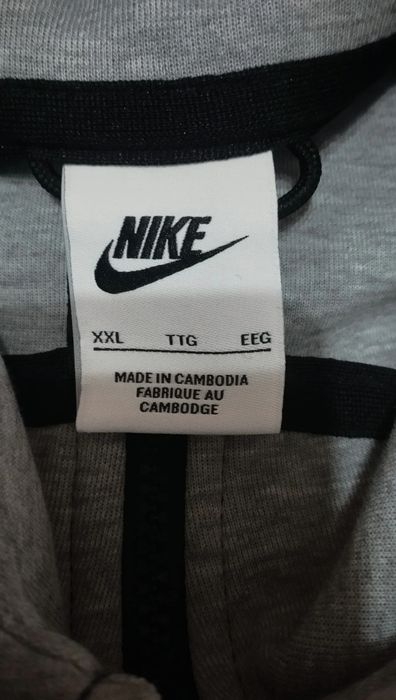 NIKE
XXL TTG EEG
MADE IN CAMBODIA
FABRIQUE AU
CAMBODGE